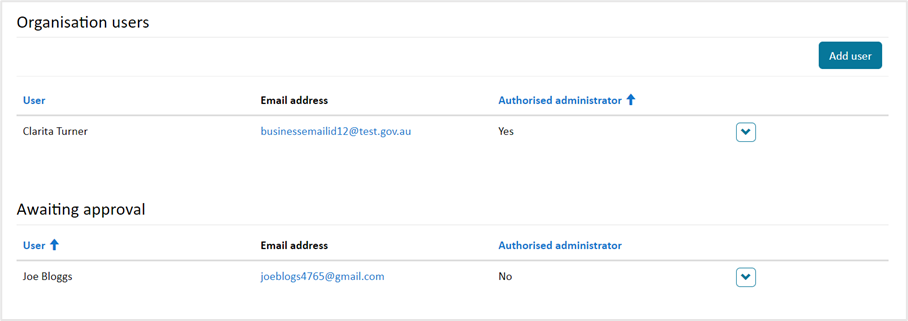 Organisation users
Add user
User Email address Authorised administrator
Clarita Turner businessemailid12@test.gov.au Yes
Awaiting approval
User Email address Authorised administrator
Joe Bloggs joeblogs4765@gmail.com No